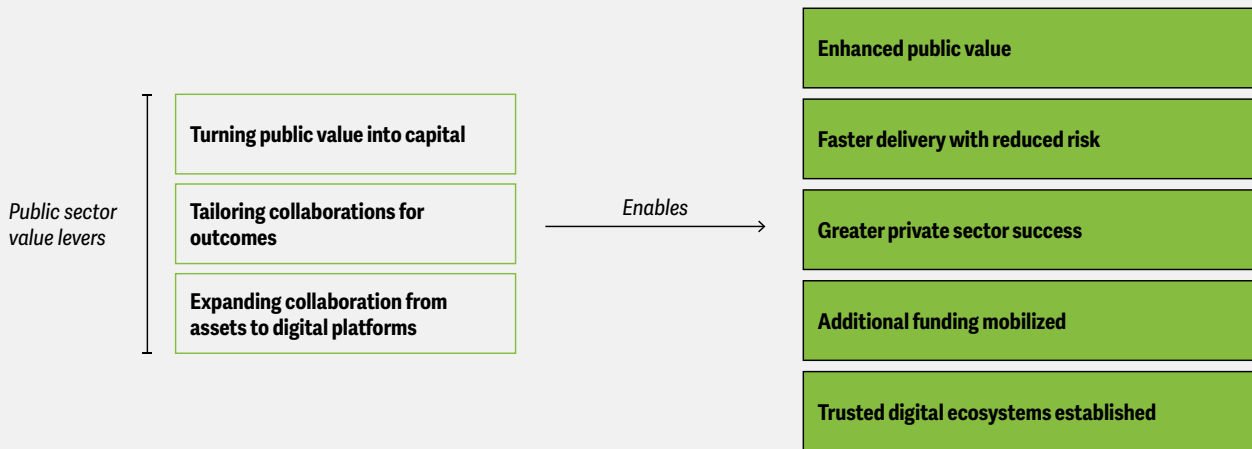 Public sector
value levers
Turning public value into capital
Tailoring collaborations for
outcomes
Expanding collaboration from
assets to digital platforms
Enables
Enhanced public value
Faster delivery with reduced risk
Greater private sector success
Additional funding mobilized
Trusted digital ecosystems established